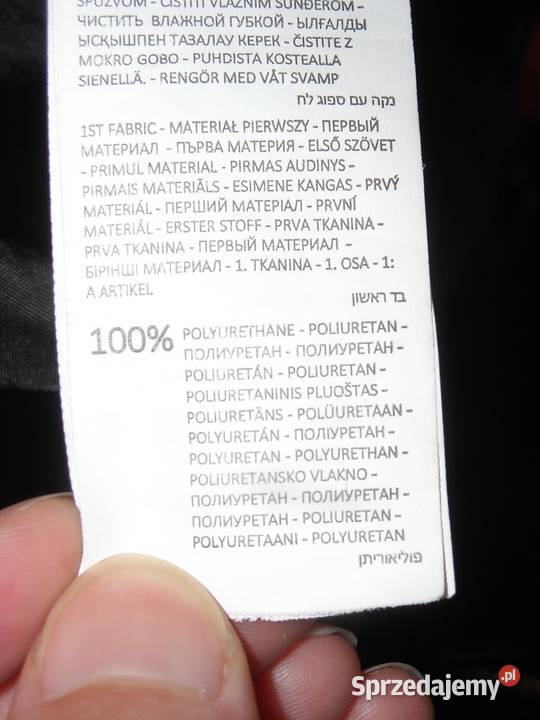 SPUŽVOM - ČISTITI VLAŽNIM SUNĐEROM -
ЧИСТИТЬ ВЛАЖНОЙ ГУБКОЙ - ЫЛҒАЛДЫ
ЫСҚЫШПЕН ТАЗАЛАУ КЕРЕК - ČISTITE Z
MOKRO GOBO - PUHDISTA KOSTEALLA
SIENELLÄ. - RENGÖR MED VÅT SVAMP
נקה עם ספוג לח
1ST FABRIC - MATERIAŁ PIERWSZY - ПЕРВЫЙ
МАТЕРИАЛ - ПЪРВА МАТЕРИЯ - ELSŐ SZÖVET
- PRIMUL MATERIAL - PIRMAS AUDINYS -
PIRMAIS MATERIĀLS - ESIMENE KANGAS - PRVÝ
MATERIÁL - ПЕРШИЙ МАТЕРІАЛ - PRVNÍ
MATERIÁL - ERSTER STOFF - PRVA TKANINA -
PRVA TKANINA - ПЕРВЫЙ МАТЕРИАЛ -
БІРІНШІ МАТЕРИАЛ - 1. TKANINA - 1. OSA - 1:
A ARTIKEL
בד ראשון
100% POLYURETHANE - POLIURETAN -
ПОЛИУРЕТАН - ПОЛИУРЕТАН -
POLIURETÁN - POLIURETAN -
POLIURETANINIS PLUOŠTAS -
POLIURETĀNS - POLÜURETAAN -
POLYURETÁN - ПОЛІУРЕТАН -
POLYURETAN - POLYURETHAN -
POLIURETANSKO VLAKNO -
ПОЛИУРЕТАН - ПОЛИУРЕТАН -
ПОЛИУРЕТАН - POLIURETAN -
POLYURETAANI - POLYURETAN
פוליאוריתן
Sprzedajemy.pl